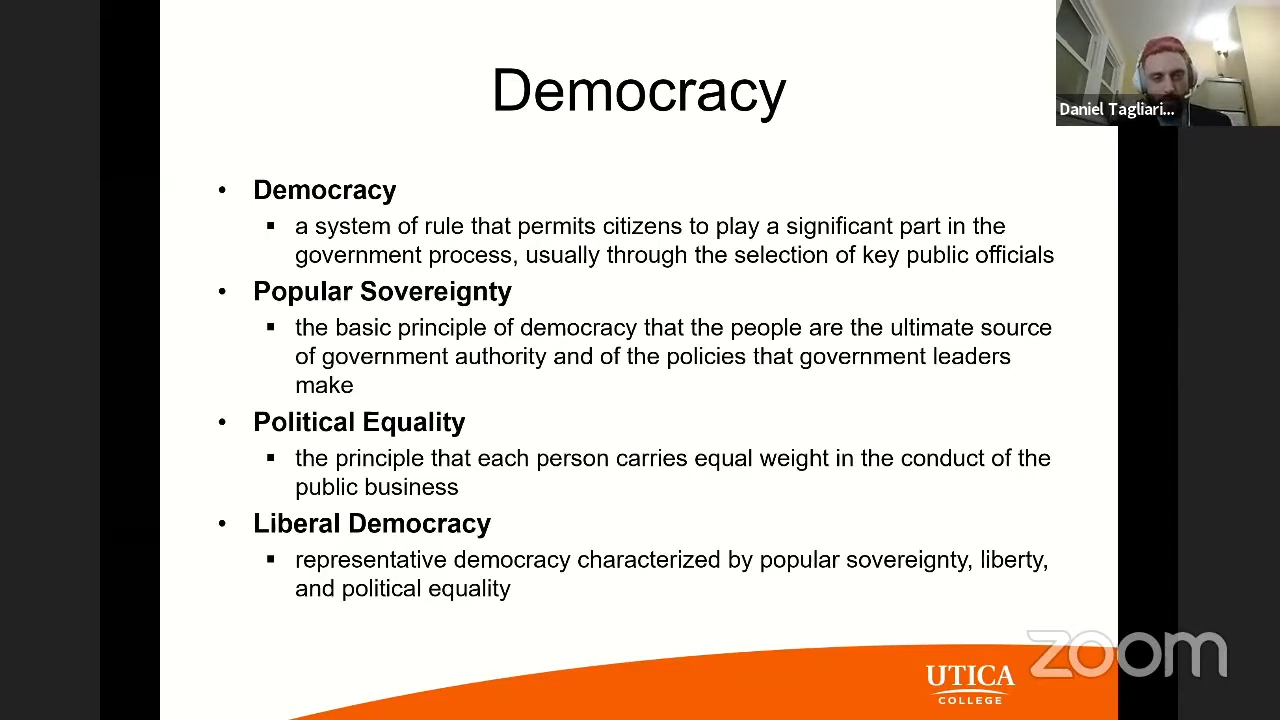 Democracy
Daniel Tagliari...
• Democracy
▪ a system of rule that permits citizens to play a significant part in the
government process, usually through the selection of key public officials
• Popular Sovereignty
▪ the basic principle of democracy that the people are the ultimate source
of government authority and of the policies that government leaders
make
• Political Equality
▪ the principle that each person carries equal weight in the conduct of the
public business
• Liberal Democracy
▪ representative democracy characterized by popular sovereignty, liberty,
and political equality
zoom
UTICA
COLLEGE